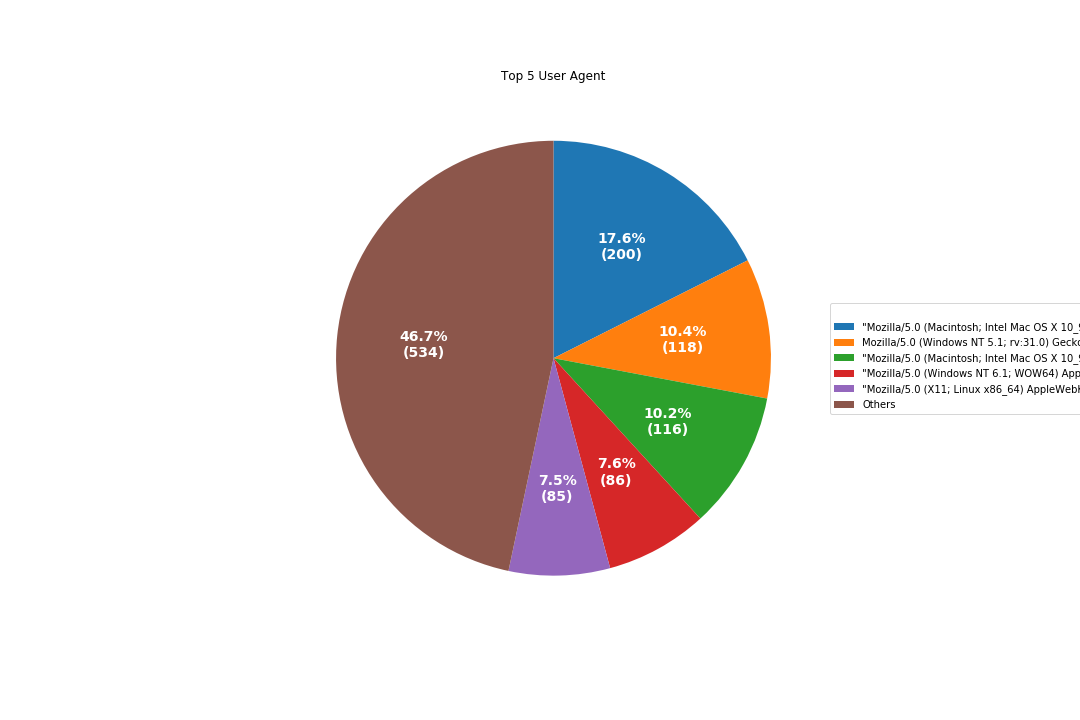 Top 5 User Agent
17.6%
(200)
10.4%
(118)
10.2%
(116)
7.6%
(86)
7.5%
(85)
46.7%
(534)
"Mozilla/5.0 (Macintosh; Intel Mac OS X 10_9
Mozilla/5.0 (Windows NT 5.1; rv:31.0) Gecko
"Mozilla/5.0 (Macintosh; Intel Mac OS X 10_9
"Mozilla/5.0 (Windows NT 6.1; WOW64) App
"Mozilla/5.0 (X11; Linux x86_64) AppleWeb
Others